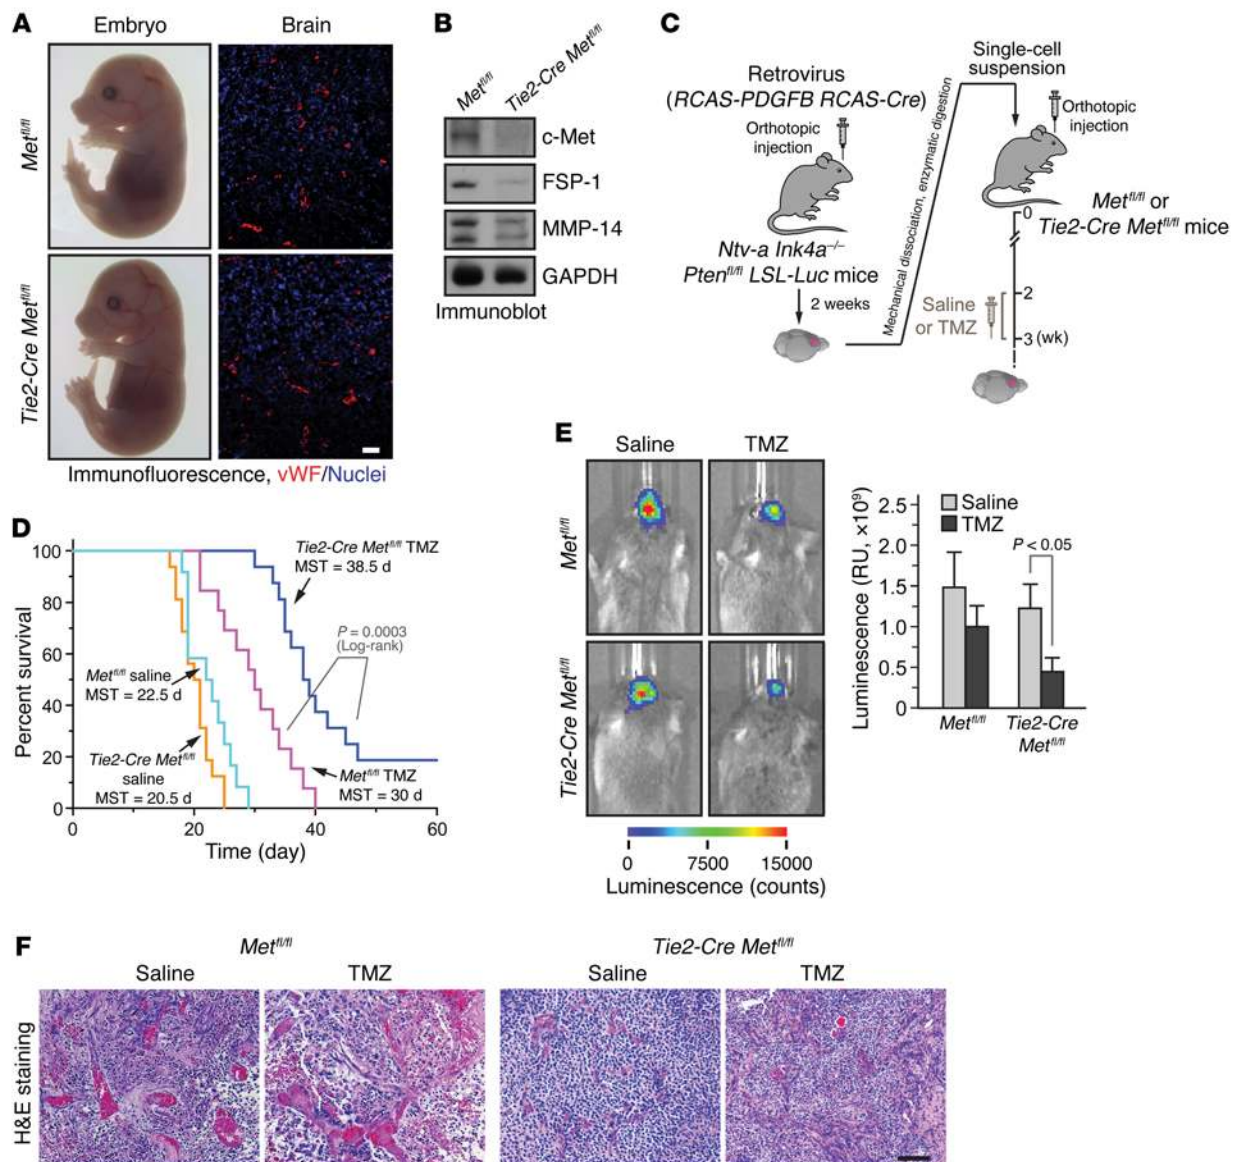 A
Embryo
Brain
Met^fl/fl
Tie2-Cre Met^fl/fl
Immunofluorescence, vWF/Nuclei
B
Met^fl/fl
Tie2-Cre Met^fl/fl
c-Met
FSP-1
MMP-14
GAPDH
Immunoblot
C
Retrovirus
(RCAS-PDGFB RCAS-Cre)
Orthotopic
injection
Ntv-a Ink4a^–/–
Pten^fl/fl LSL-Luc mice
2 weeks
Mechanical dissociation, enzymatic digestion
Single-cell
suspension
Orthotopic
injection
Met^fl/fl or
Tie2-Cre Met^fl/fl mice
0
2
Saline
or TMZ
3 (wk)
D
Percent survival
100
80
60
40
20
0
0
20
40
60
Time (day)
Tie2-Cre Met^fl/fl TMZ
MST = 38.5 d
P = 0.0003
(Log-rank)
Met^fl/fl saline
MST = 22.5 d
Tie2-Cre Met^fl/fl
saline
MST = 20.5 d
Met^fl/fl TMZ
MST = 30 d
E
Saline
TMZ
Met^fl/fl
Tie2-Cre Met^fl/fl
0
7500
15000
Luminescence (counts)
Luminescence (RU, ×10^9)
2.5
2.0
1.5
1.0
0.5
0
Saline
TMZ
P < 0.05
Met^fl/fl
Tie2-Cre
Met^fl/fl
F
Met^fl/fl
Tie2-Cre Met^fl/fl
Saline
TMZ
Saline
TMZ
H&E staining